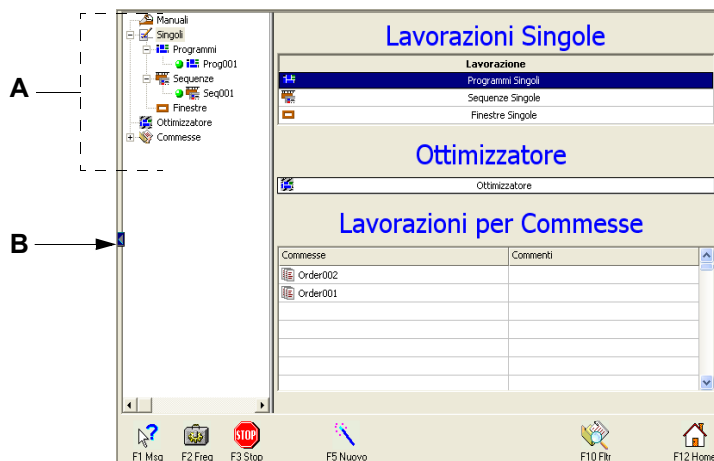 A
B
Manuali
Singoli
Programmi
Prog001
Sequenze
Seq001
Finestre
Ottimizzatore
Commesse
Lavorazioni Singole
Lavorazione
Programmi Singoli
Sequenze Singole
Finestre Singole
Ottimizzatore
Ottimizzatore
Lavorazioni per Commesse
Commesse Commenti
Order002
Order001
STOP
F1 Msg F2 Freq F3 Stop F5 Nuovo F10 Fltr F12 Home